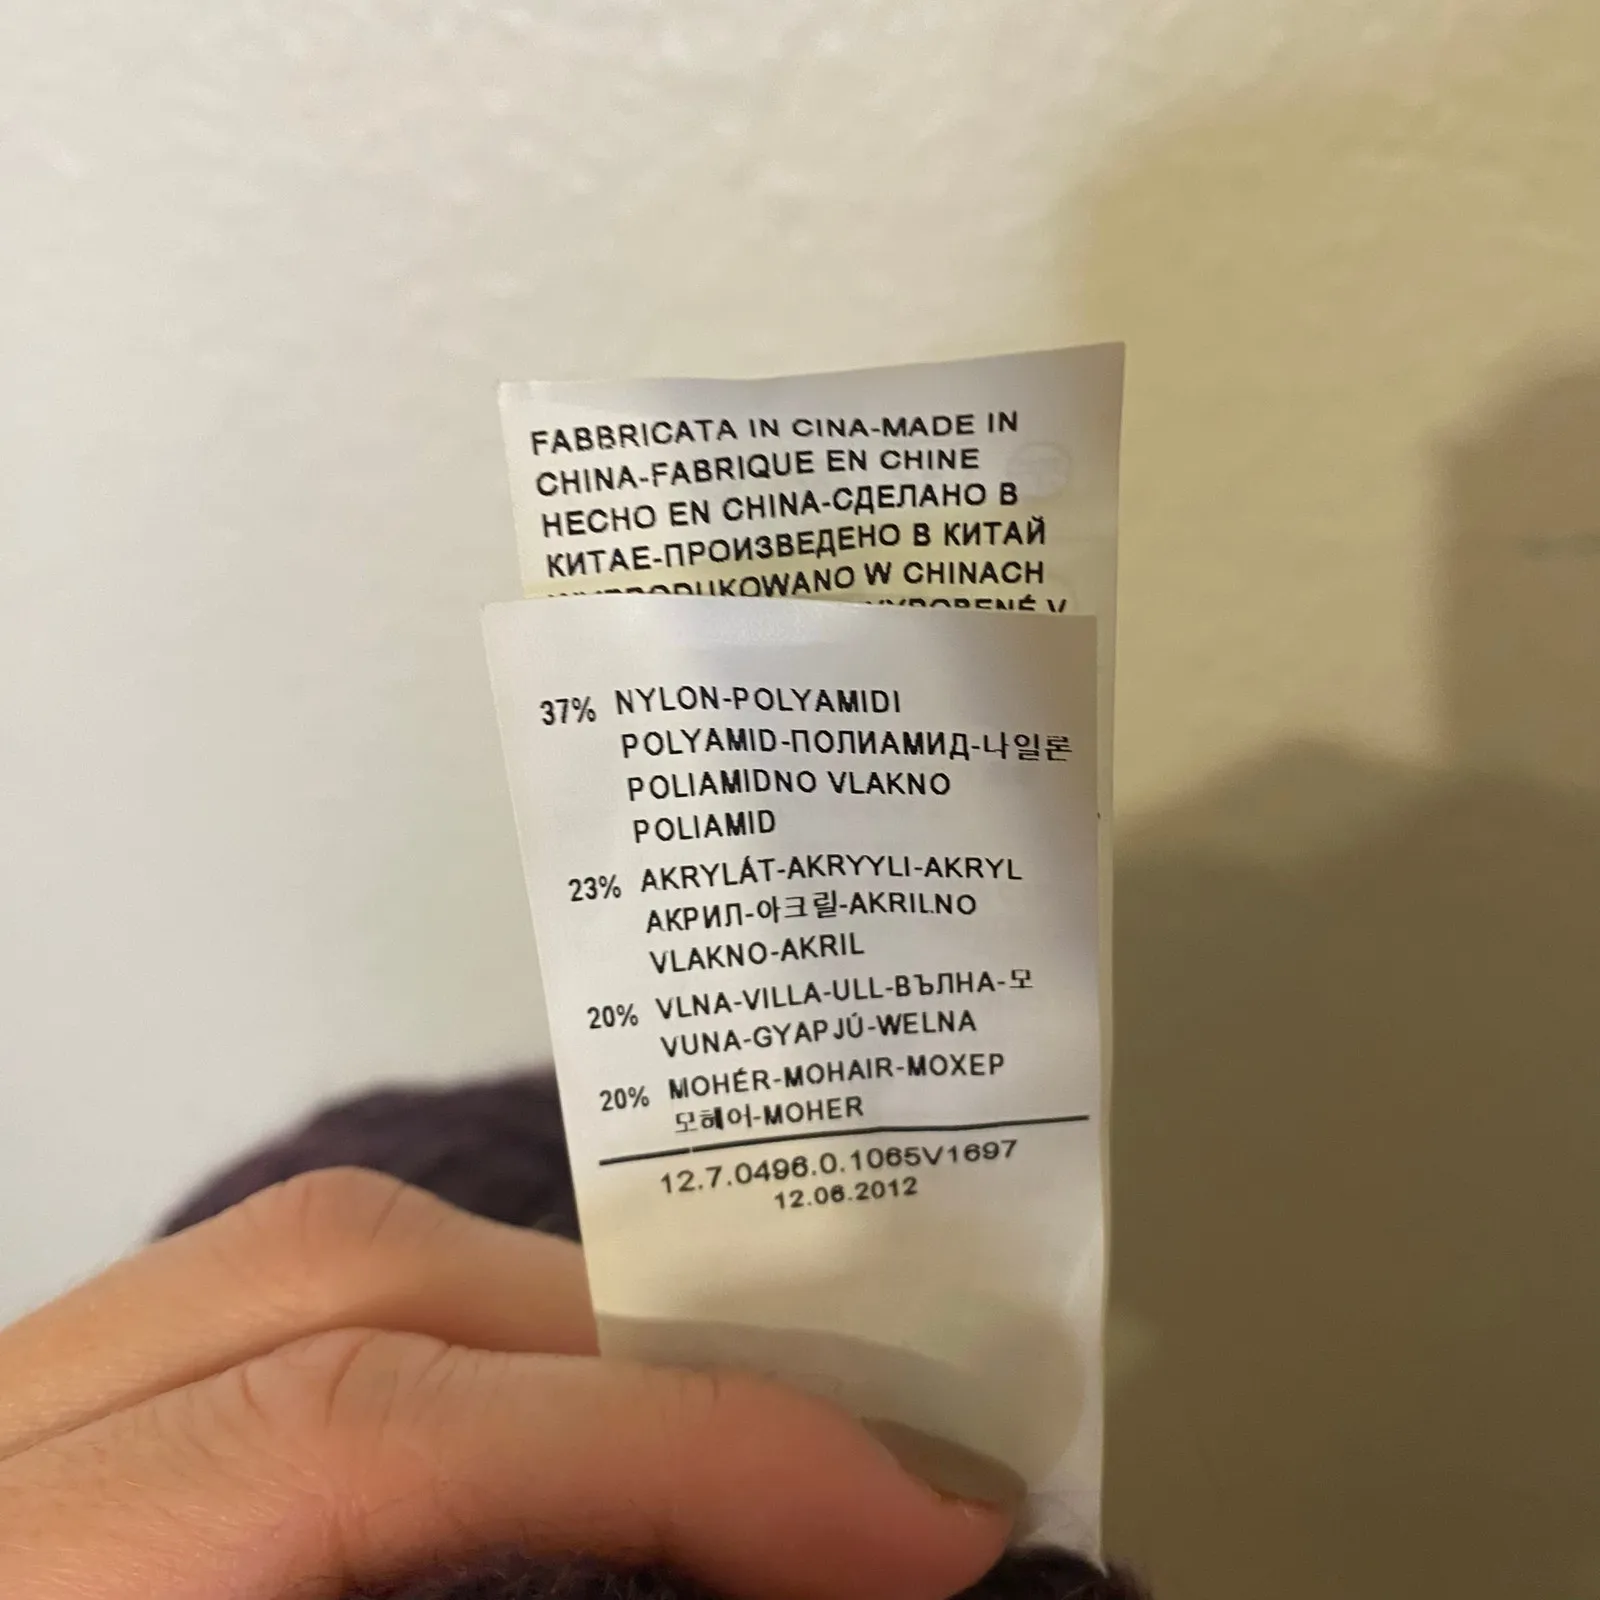 FABBRICATA IN CINA-MADE IN
CHINA-FABRIQUE EN CHINE
HECHO EN CHINA-СДЕЛАНО В
КИТАЕ-ПРОИЗВЕДЕНО В КИТАЙ
WYPRODUKOWANO W CHINACH
VYROBENÉ V
37% NYLON-POLYAMIDI
POLYAMID-ПОЛИАМИД-나일론
POLIAMIDNO VLAKNO
POLIAMID
23% AKRYLÁT-AKRYYLI-AKRYL
АКРИЛ-아크릴-AKRILNO
VLAKNO-AKRIL
20% VLNA-VILLA-ULL-ВЪЛНА-모
VUNA-GYAPJÚ-WELNA
20% MOHÉR-MOHAIR-МОХЕР
모헤어-MOHER
12.7.0496.0.1065V1697
12.06.2012